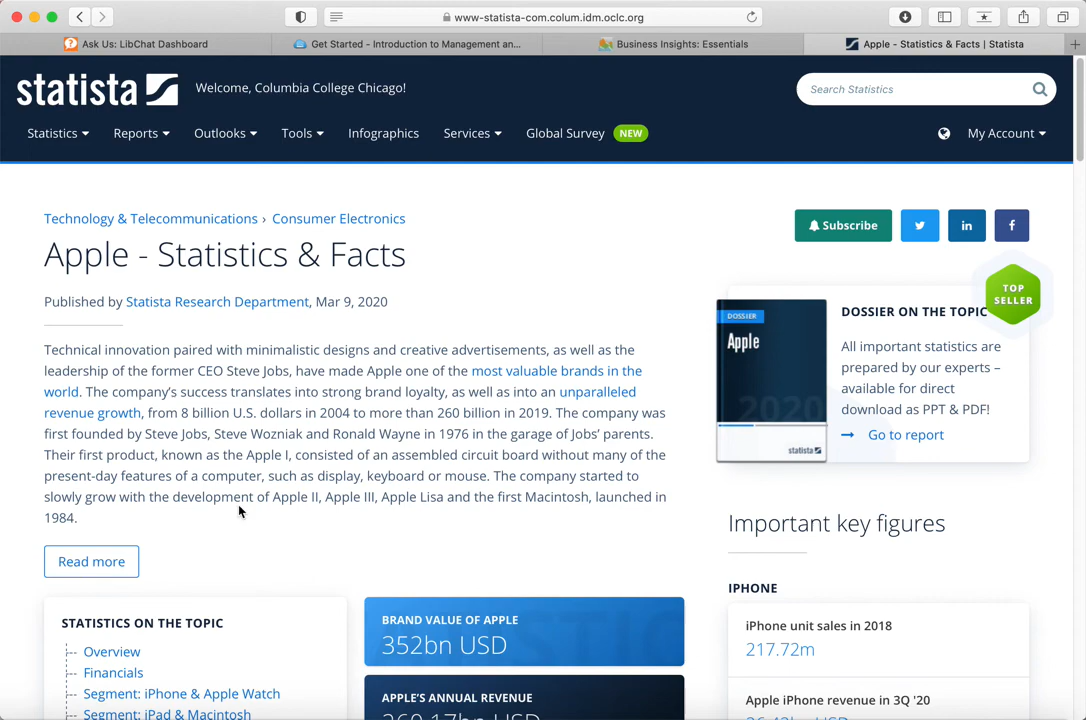 www-statista-com.colum.idm.oclc.org
Ask Us: LibChat Dashboard
Get Started - Introduction to Management an...
Business Insights: Essentials
Apple - Statistics & Facts | Statista
statista
Welcome, Columbia College Chicago!
Search Statistics
Statistics
Reports
Outlooks
Tools
Infographics
Services
Global Survey
NEW
My Account
Technology & Telecommunications › Consumer Electronics
Apple - Statistics & Facts
Published by Statista Research Department, Mar 9, 2020
Technical innovation paired with minimalistic designs and creative advertisements, as well as the
leadership of the former CEO Steve Jobs, have made Apple one of the most valuable brands in the
world. The company's success translates into strong brand loyalty, as well as into an unparalleled
revenue growth, from 8 billion U.S. dollars in 2004 to more than 260 billion in 2019. The company was
first founded by Steve Jobs, Steve Wozniak and Ronald Wayne in 1976 in the garage of Jobs' parents.
Their first product, known as the Apple I, consisted of an assembled circuit board without many of the
present-day features of a computer, such as display, keyboard or mouse. The company started to
slowly grow with the development of Apple II, Apple III, Apple Lisa and the first Macintosh, launched in
1984.
Read more
STATISTICS ON THE TOPIC
Overview
Financials
Segment: iPhone & Apple Watch
Segment: iPad & Macintosh
BRAND VALUE OF APPLE
352bn USD
APPLE'S ANNUAL REVENUE
260.17bn USD
Subscribe
in
f
TOP
SELLER
DOSSIER
Apple
2020
statista
DOSSIER ON THE TOPIC
All important statistics are
prepared by our experts –
available for direct
download as PPT & PDF!
Go to report
Important key figures
IPHONE
iPhone unit sales in 2018
217.72m
Apple iPhone revenue in 3Q '20